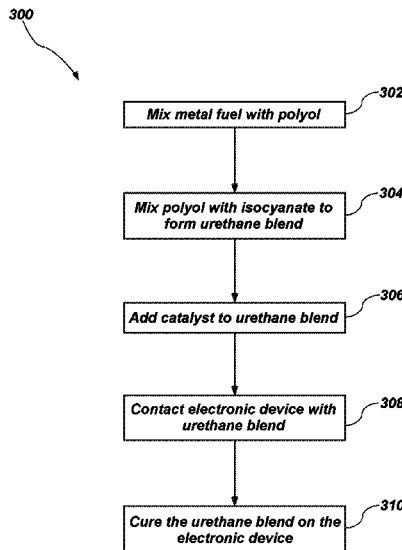 300
302
Mix metal fuel with polyol
304
Mix polyol with isocyanate to
form urethane blend
306
Add catalyst to urethane blend
308
Contact electronic device with
urethane blend
310
Cure the urethane blend on the
electronic device